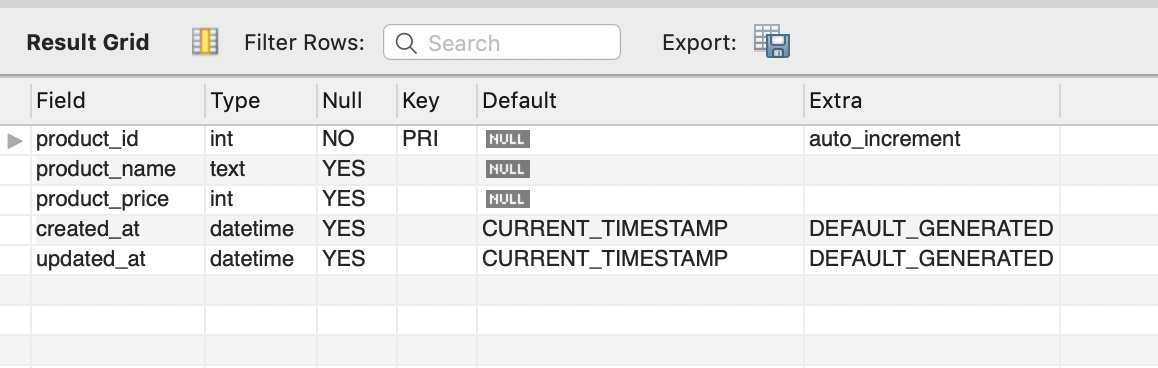 Result Grid Filter Rows: Search Export:
Field Type Null Key Default Extra
product_id int NO PRI NULL auto_increment
product_name text YES NULL
product_price int YES NULL
created_at datetime YES CURRENT_TIMESTAMP DEFAULT_GENERATED
updated_at datetime YES CURRENT_TIMESTAMP DEFAULT_GENERATED